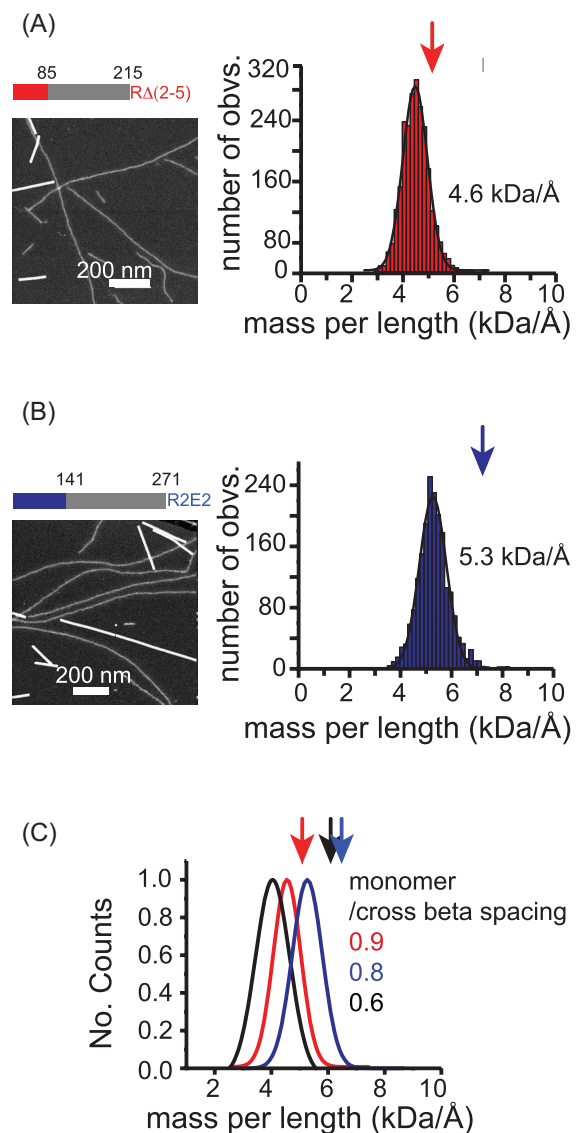 (A)
85 215
RΔ(2-5)
200 nm
number of obvs.
320
240
160
80
0
4.6 kDa/Å
0 2 4 6 8 10
mass per length (kDa/Å)
(B)
141 271
R2E2
200 nm
number of obvs.
240
160
80
0
5.3 kDa/Å
0 2 4 6 8 10
mass per length (kDa/Å)
(C)
No. Counts
1.0
0.8
0.6
0.4
0.2
0.0
monomer
/cross beta spacing
0.9
0.8
0.6
2 4 6 8 10
mass per length (kDa/Å)